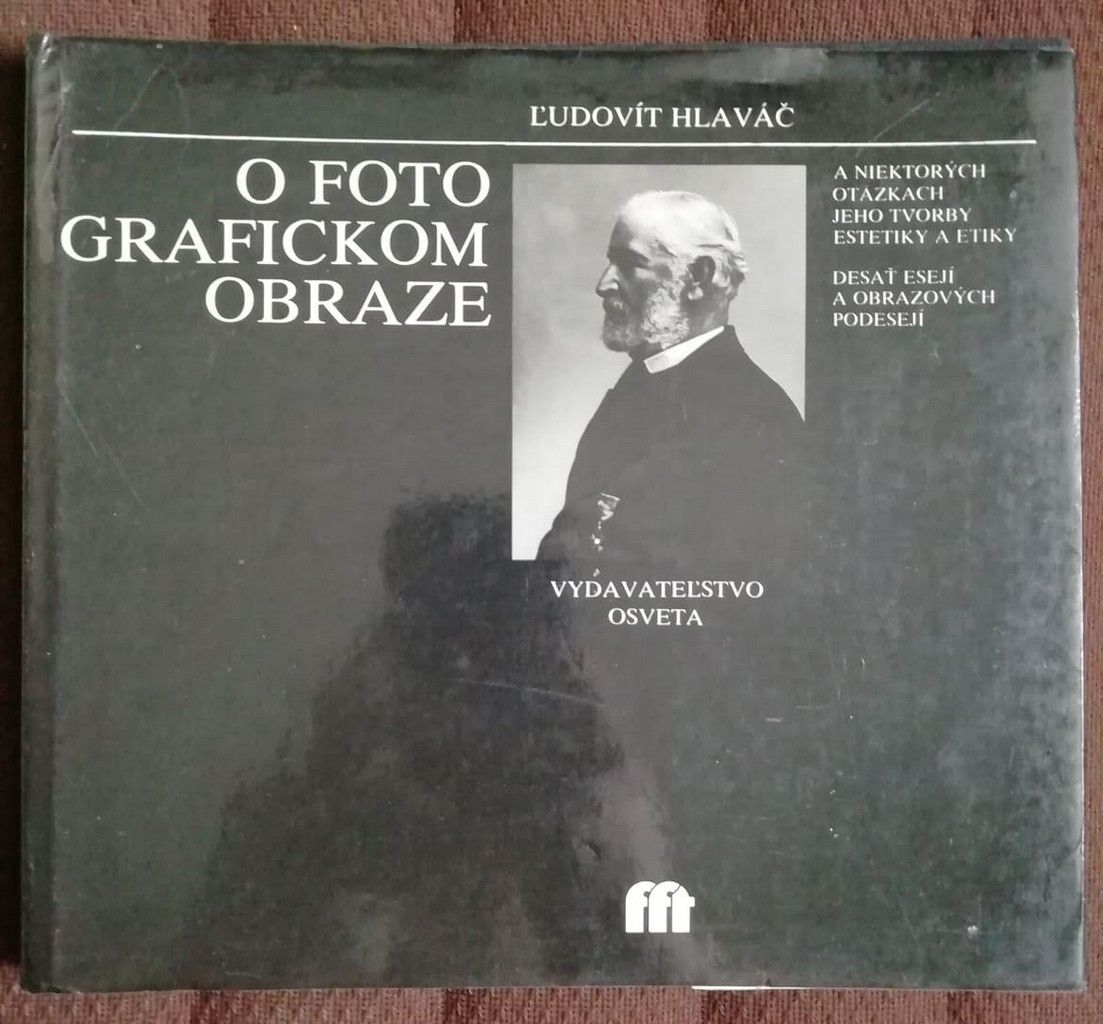 ĽUDOVÍT HLAVÁČ
O FOTO
GRAFICKOM
OBRAZE
A NIEKTORÝCH
OTÁZKACH
JEHO TVORBY
ESTETIKY A ETIKY
DESAŤ ESEJÍ
A OBRAZOVÝCH
PODESEJÍ
VYDAVATEĽSTVO
OSVETA
fft